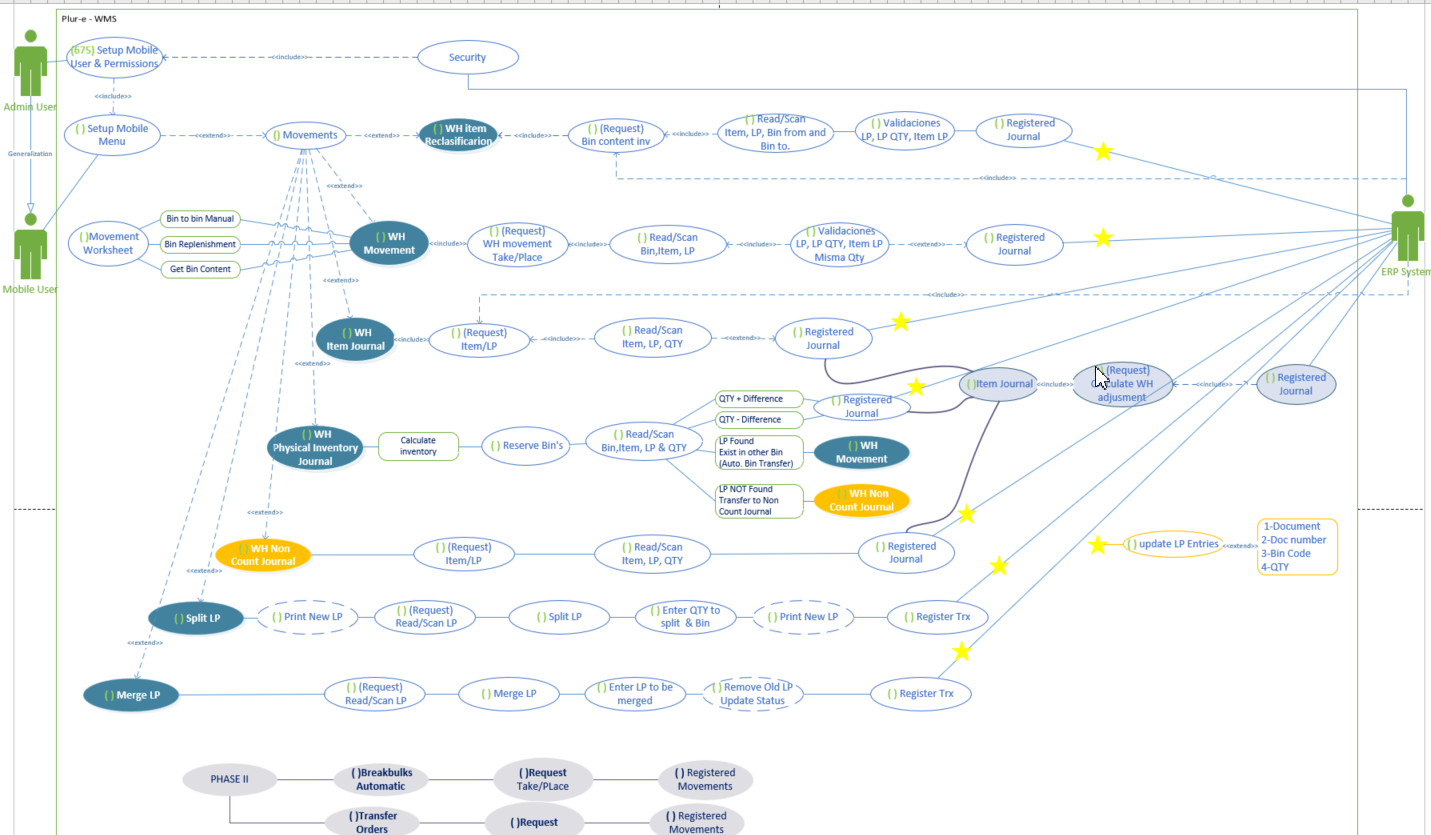 Plur-e - WMS
(675) Setup Mobile
User & Permissions
<<include>>
Security
Admin User
<<include>>
( ) Setup Mobile
Menu
<<extend>>
() Movements
<<extend>>
( ) WH item
Reclasificarion
<<include>>
( ) (Request)
Bin content inv
<<include>>
Read/Scan
Item, LP, Bin from and
Bin to.
( ) Validaciones
LP, LP QTY, Item LP
( ) Registered
Journal
Generalization
<<include>>
<<extend>>
Mobile User
()Movement
Worksheet
Bin to bin Manual
Bin Replenishment
Get Bin Content
( ) WH
Movement
<<include>>
( ) (Request)
WH movement
Take/Place
<<include>>
( ) Read/Scan
Bin,Item, LP
<<include>>
( ) Validaciones
LP, LP QTY, Item LP
Misma Qty
<<extend>>
( ) Registered
Journal
ERP System
<<extend>>
<<include>>
( ) WH
Item Journal
<<include>>
( ) (Request)
Item/LP
<<include>>
( ) Read/Scan
Item, LP, QTY
<<extend>>
( ) Registered
Journal
<<extend>>
( )Item Journal
<<include>>
(Request)
Calculate WH
adjusment
<<include>>
( ) Registered
Journal
( ) WH
Physical Inventory
Journal
Calculate
inventory
( ) Reserve Bin's
( ) Read/Scan
Bin,Item, LP & QTY
QTY + Difference
QTY - Difference
( ) Registered
Journal
LP Found
Exist in other Bin
(Auto. Bin Transfer)
( ) WH
Movement
LP NOT Found
Transfer to Non
Count Journal
( ) WH Non
Count Journal
<<extend>>
( ) WH Non
Count Journal
( ) (Request)
Item/LP
( ) Read/Scan
Item, LP, QTY
( ) Registered
Journal
( ) update LP Entries
<<extend>>
1-Document
2-Doc number
3-Bin Code
4-QTY
<<extend>>
( ) Split LP
( ) Print New LP
( ) (Request)
Read/Scan LP
( ) Split LP
( ) Enter QTY to
split & Bin
( ) Print New LP
( ) Register Trx
<<extend>>
( ) Merge LP
( ) (Request)
Read/Scan LP
( ) Merge LP
( ) Enter LP to be
merged
( ) Remove Old LP
Update Status
( ) Register Trx
PHASE II
( )Breakbulks
Automatic
( )Request
Take/PLace
( ) Registered
Movements
( )Transfer
Orders
( )Request
( ) Registered
Movements